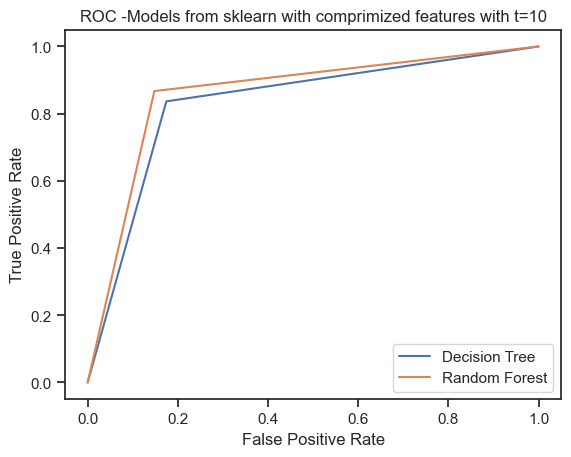 ROC -Models from sklearn with comprimized features with t=10
1.0
0.8
0.6
0.4
0.2
0.0
True Positive Rate
Decision Tree
Random Forest
0.0 0.2 0.4 0.6 0.8 1.0
False Positive Rate